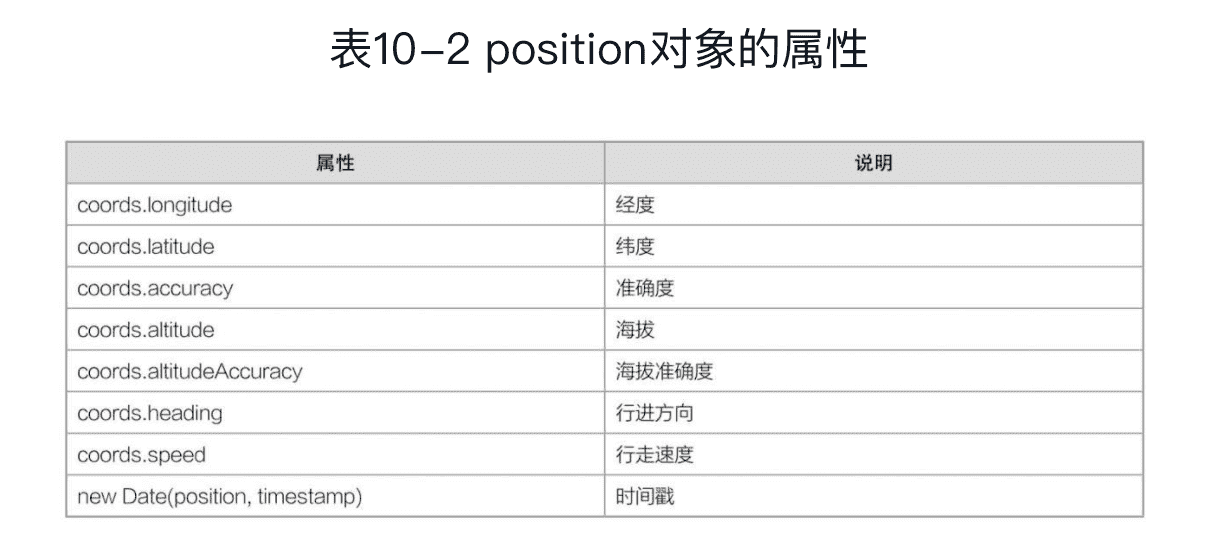 表10-2 position对象的属性
属性 说明
coords.longitude 经度
coords.latitude 纬度
coords.accuracy 准确度
coords.altitude 海拔
coords.altitudeAccuracy 海拔准确度
coords.heading 行进方向
coords.speed 行走速度
new Date(position, timestamp) 时间戳